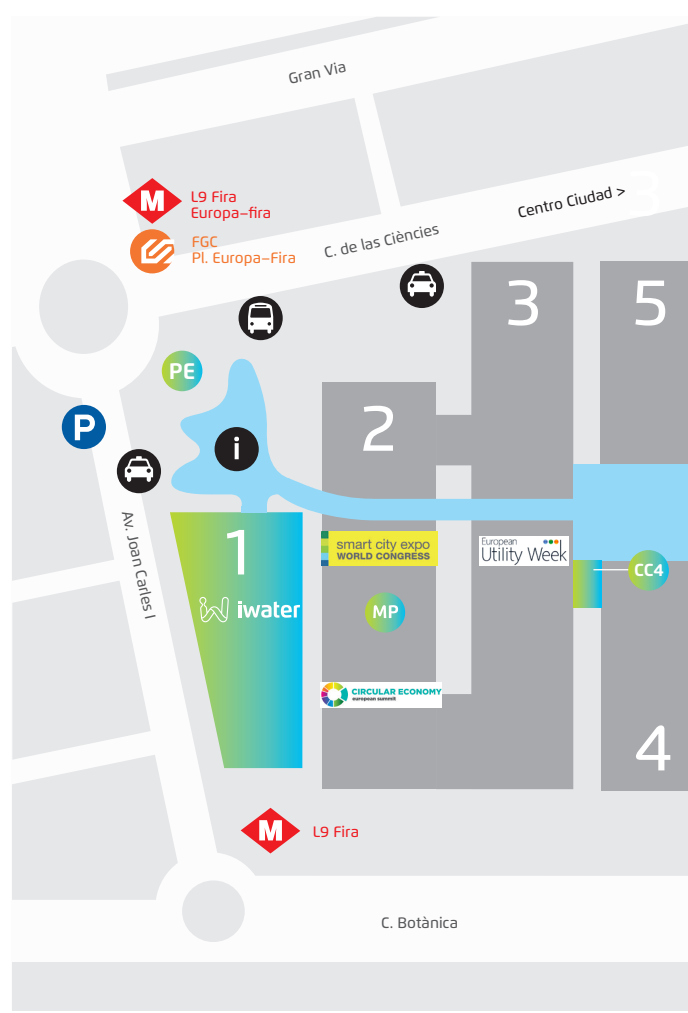 Gran Via
M
L9 Fira
Europa–fira
FGC
Pl. Europa–Fira
C. de las Ciències
Centro Ciudad >
3
3
5
PE
2
P
i
Av. Joan Carles I
1
iwater
smart city expo
WORLD CONGRESS
European
Utility Week
CC4
MP
CIRCULAR ECONOMY
european summit
4
M
L9 Fira
C. Botànica